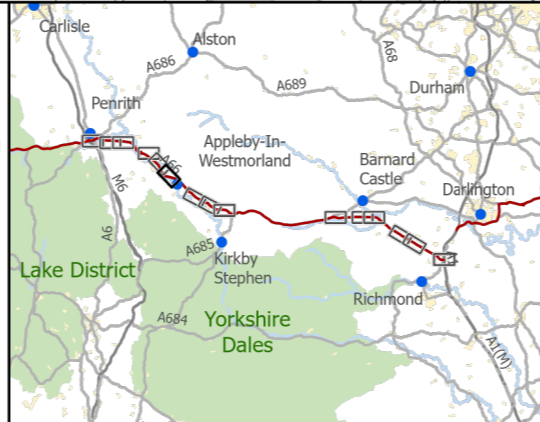 Carlisle
Alston
A68
A686
A689
Durham
Penrith
Appleby-In-
Westmorland
A66
Barnard
Castle
Darlington
M6
A6
A685
Lake District
Kirkby
Stephen
Richmond
A684
Yorkshire
Dales
A1(M)